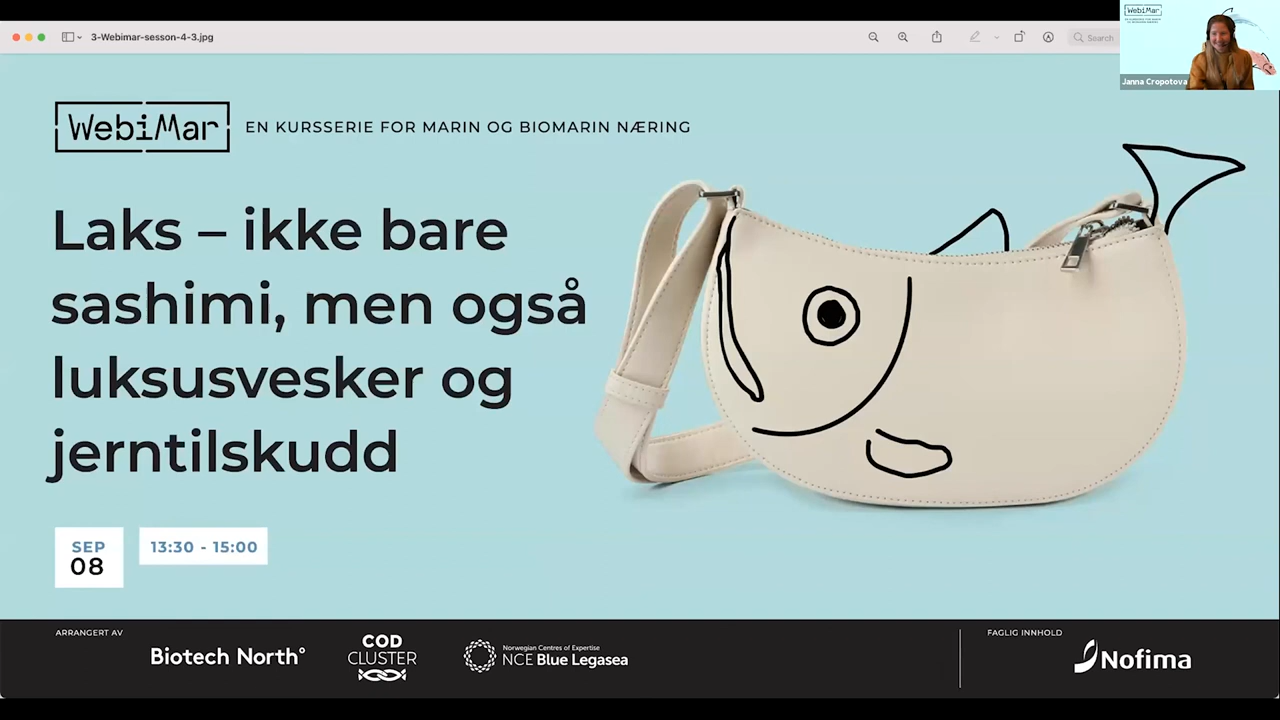 3-Webimar-sesson-4-3.jpg
Search
WebiMar
Janna Cropotova
WebiMar
EN KURSSERIE FOR MARIN OG BIOMARIN NÆRING
Laks – ikke bare
sashimi, men også
luksusvesker og
jerntilskudd
SEP
08
13:30 - 15:00
ARRANGERT AV
Biotech North°
COD
CLUSTER
Norwegian Centres of Expertise
NCE Blue Legasea
FAGLIG INNHOLD
Nofima